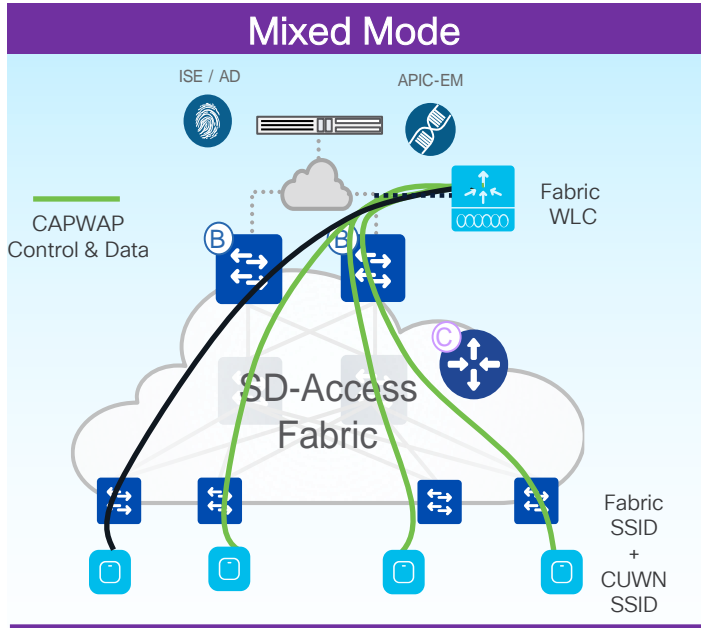 Mixed Mode
ISE / AD
APIC-EM
Fabric
WLC
CAPWAP
Control & Data
B
B
C
SD-Access
Fabric
Fabric
SSID
+
CUWN
SSID